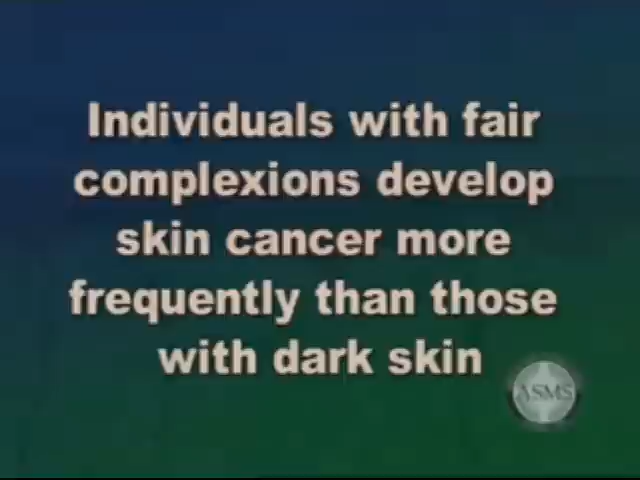 Individuals with fair
complexions develop
skin cancer more
frequently than those
with dark skin
ASMS